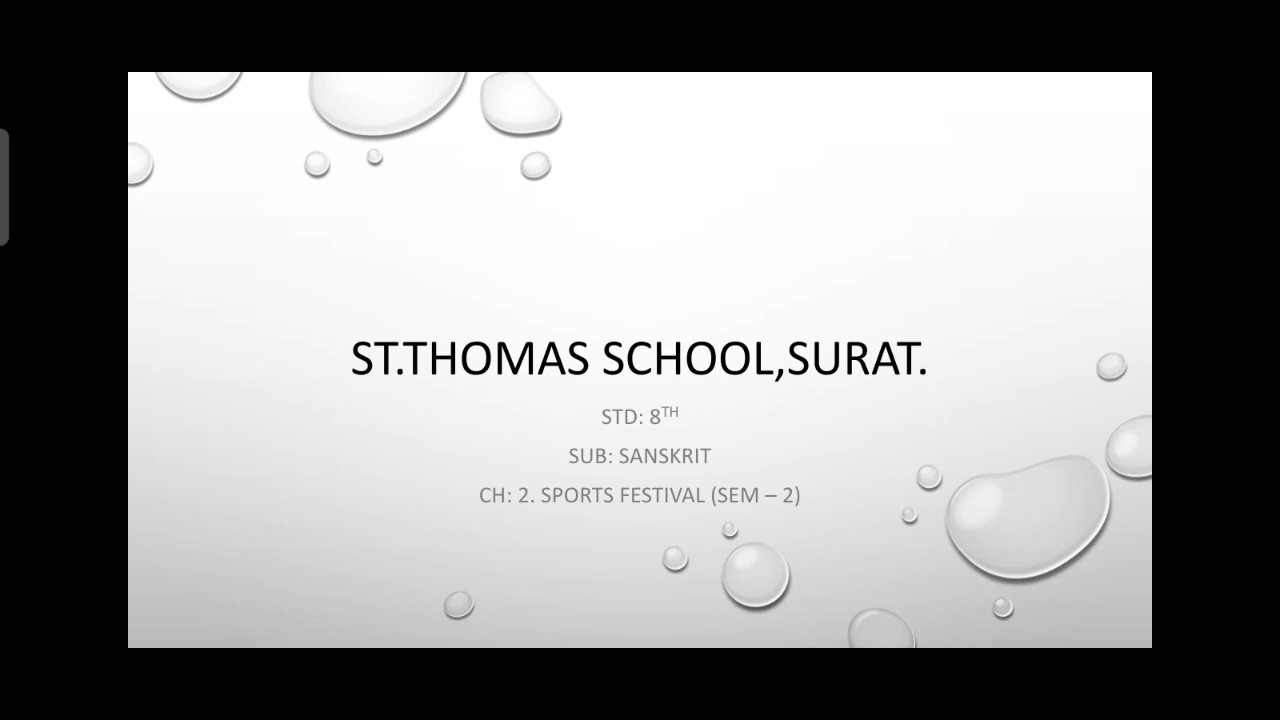 ST.THOMAS SCHOOL,SURAT.
STD: 8TH
SUB: SANSKRIT
CH: 2. SPORTS FESTIVAL (SEM – 2)